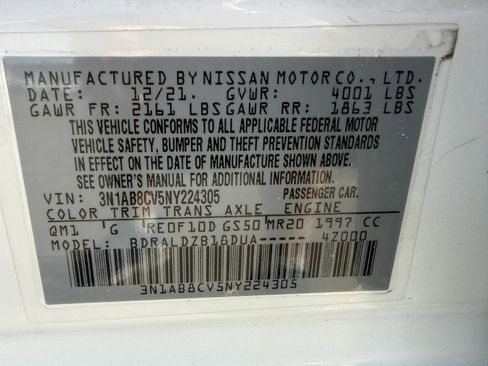 MANUFACTURED BY NISSAN MOTOR CO., LTD.
DATE: 12/21. GVWR: 4001 LBS
GAWR FR: 2161 LBS GAWR RR: 1863 LBS
THIS VEHICLE CONFORMS TO ALL APPLICABLE FEDERAL MOTOR
VEHICLE SAFETY, BUMPER AND THEFT PREVENTION STANDARDS
IN EFFECT ON THE DATE OF MANUFACTURE SHOWN ABOVE.
SEE OWNER'S MANUAL FOR ADDITIONAL INFORMATION.
VIN: 3N1AB8CV5NY224305 PASSENGER CAR.
COLOR TRIM TRANS AXLE ENGINE
QM1 G RE0F10D GS50 MR20 1997 CC
MODEL: BDRALDZB18DUA----- 4Z000
3N1AB8CV5NY224305